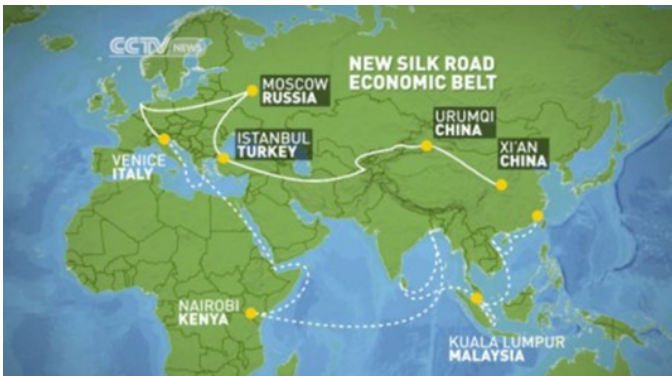 CCTV NEWS
NEW SILK ROAD
ECONOMIC BELT
MOSCOW
RUSSIA
URUMQI
CHINA
ISTANBUL
TURKEY
XI'AN
CHINA
VENICE
ITALY
NAIROBI
KENYA
KUALA LUMPUR
MALAYSIA